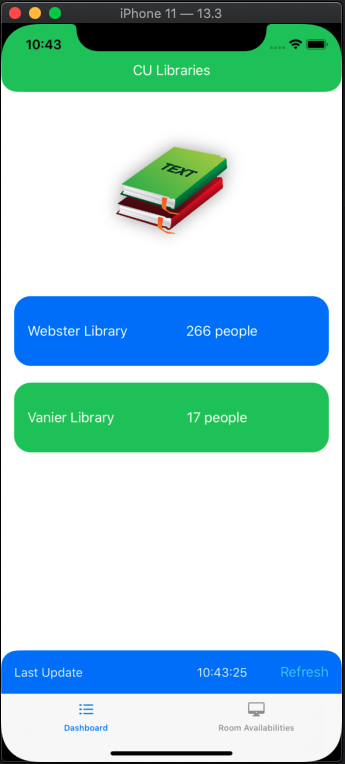 iPhone 11 — 13.3
10:43
CU Libraries
TEXT
Webster Library 266 people
Vanier Library 17 people
Last Update 10:43:25 Refresh
Dashboard Room Availabilities